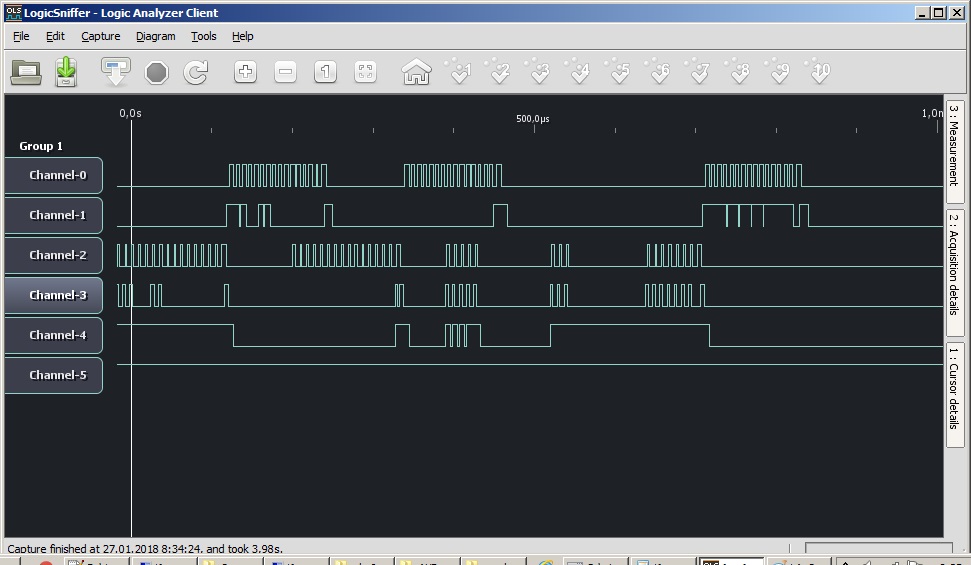 OLS LogicSniffer - Logic Analyzer Client
File Edit Capture Diagram Tools Help
1 1 2 3 4 5 6 7 8 9 10
0,0s 500,0µs 1,0
Group 1
Channel-0
Channel-1
Channel-2
Channel-3
Channel-4
Channel-5
3 : Measurement
2 : Acquisition details
1 : Cursor details
Capture finished at 27.01.2018 8:34:24. and took 3.98s.
OLS